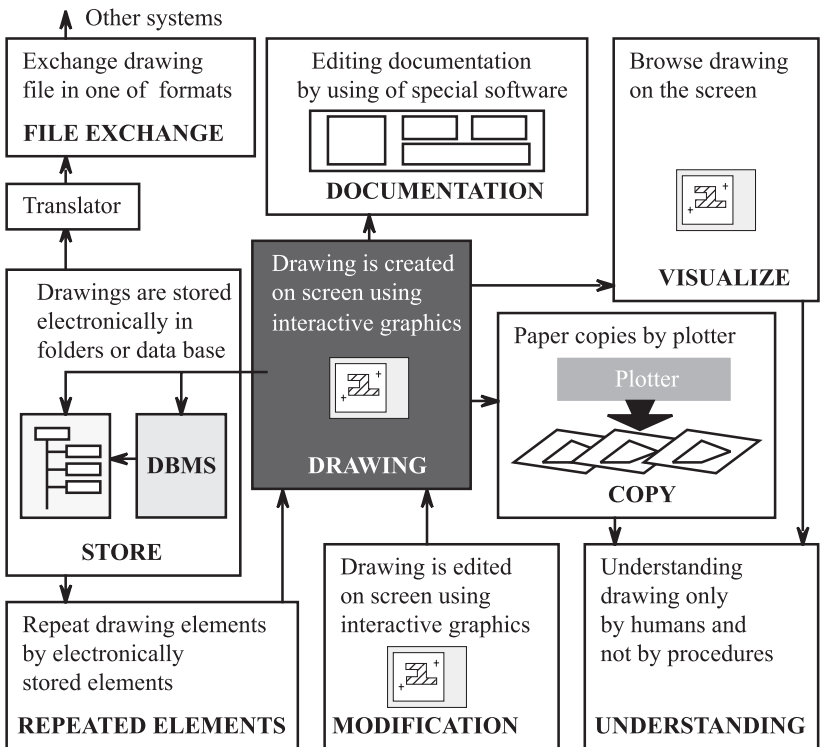 Other systems
Exchange drawing
file in one of formats
FILE EXCHANGE
Translator
Editing documentation
by using of special software
DOCUMENTATION
Browse drawing
on the screen
VISUALIZE
Drawings are stored
electronically in
folders or data base
DBMS
STORE
Drawing is created
on screen using
interactive graphics
DRAWING
Paper copies by plotter
Plotter
COPY
Repeat drawing elements
by electronically
stored elements
REPEATED ELEMENTS
Drawing is edited
on screen using
interactive graphics
MODIFICATION
Understanding
drawing only
by humans and
not by procedures
UNDERSTANDING